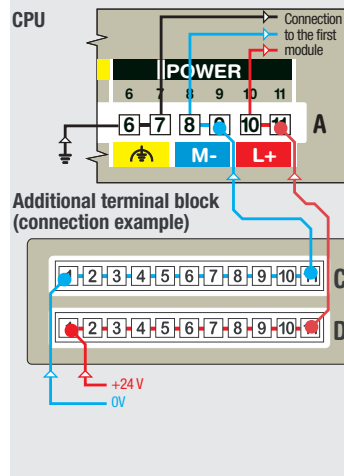 CPU
Connection
to the first
module
POWER
6 7 8 9 10 11
6 7 8 9 10 11 A
M- L+
Additional terminal block
(connection example)
1 2 3 4 5 6 7 8 9 10 11 C
1 2 3 4 5 6 7 8 9 10 11 D
+24 V
0V